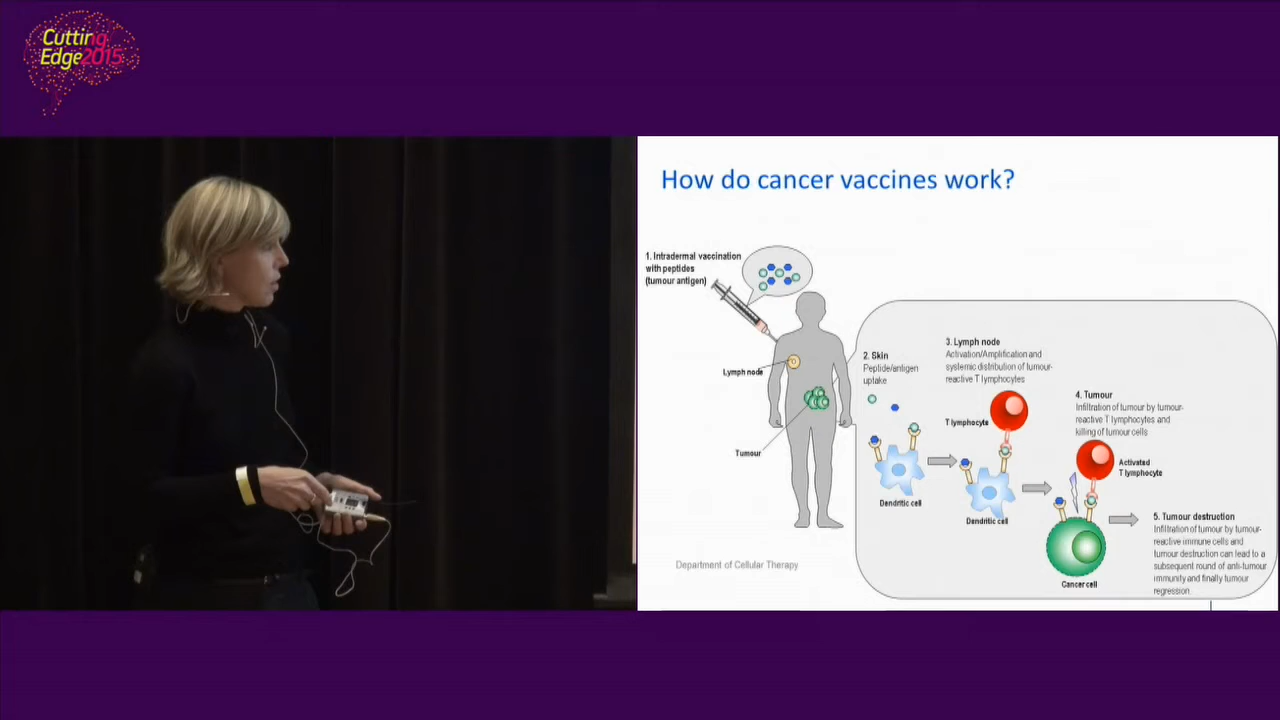 Cutting
Edge2015
How do cancer vaccines work?
1. Intradermal vaccination
with peptides
(tumour antigen)
Lymph node
Tumour
2. Skin
Peptide/antigen
uptake
Dendritic cell
3. Lymph node
Activation/Amplification and
systemic distribution of tumour-
reactive T lymphocytes
T lymphocyte
Dendritic cell
4. Tumour
Infiltration of tumour by tumour-
reactive T lymphocytes and
killing of tumour cells
Activated
T lymphocyte
Cancer cell
5. Tumour destruction
Infiltration of tumour by tumour-
reactive immune cells and
tumour destruction can lead to a
subsequent round of anti-tumour
immunity and finally tumour
regression
Department of Cellular Therapy